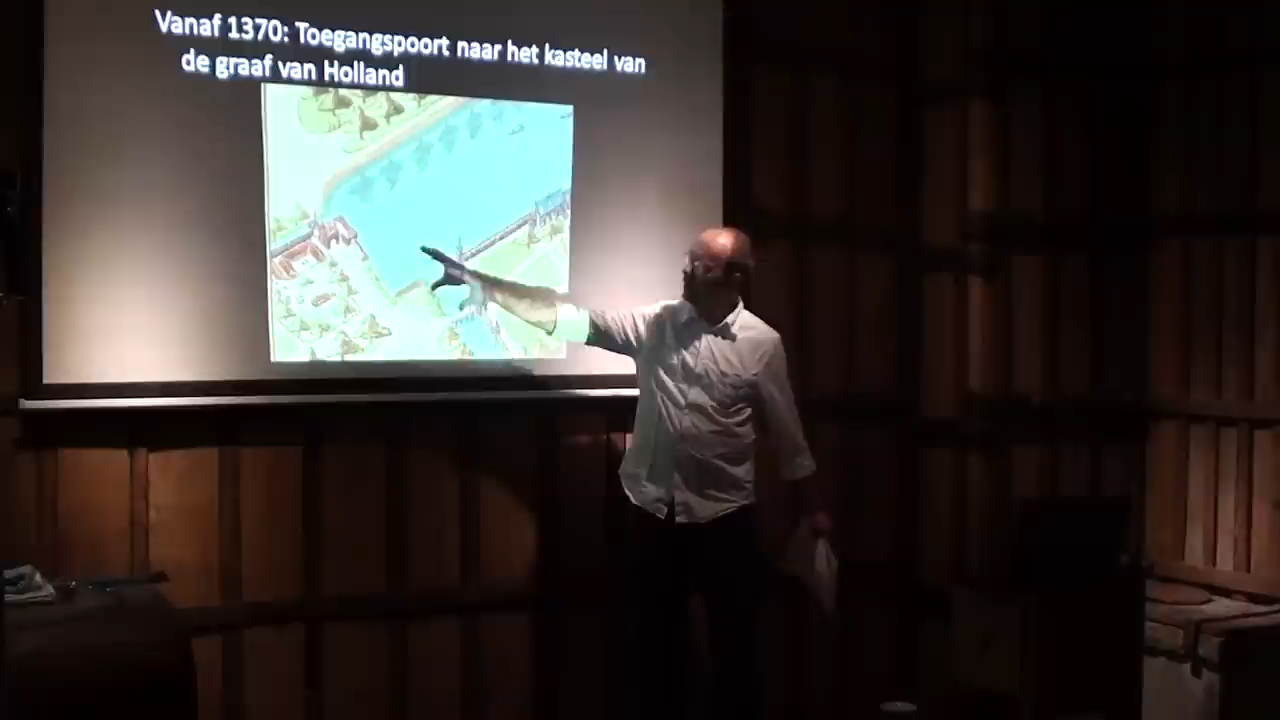 Vanaf 1370: Toegangspoort naar het kasteel van
de graaf van Holland